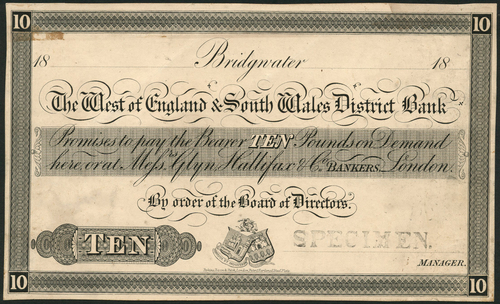 10 10
18 Bridgwater 18
The West of England & South Wales District Bank
Promises to pay the Bearer TEN Pounds on Demand
here, or at Messrs Glyn, Hallifax & Co. BANKERS, London.
By order of the Board of Directors.
TEN SPECIMEN.
MANAGER.
10 10